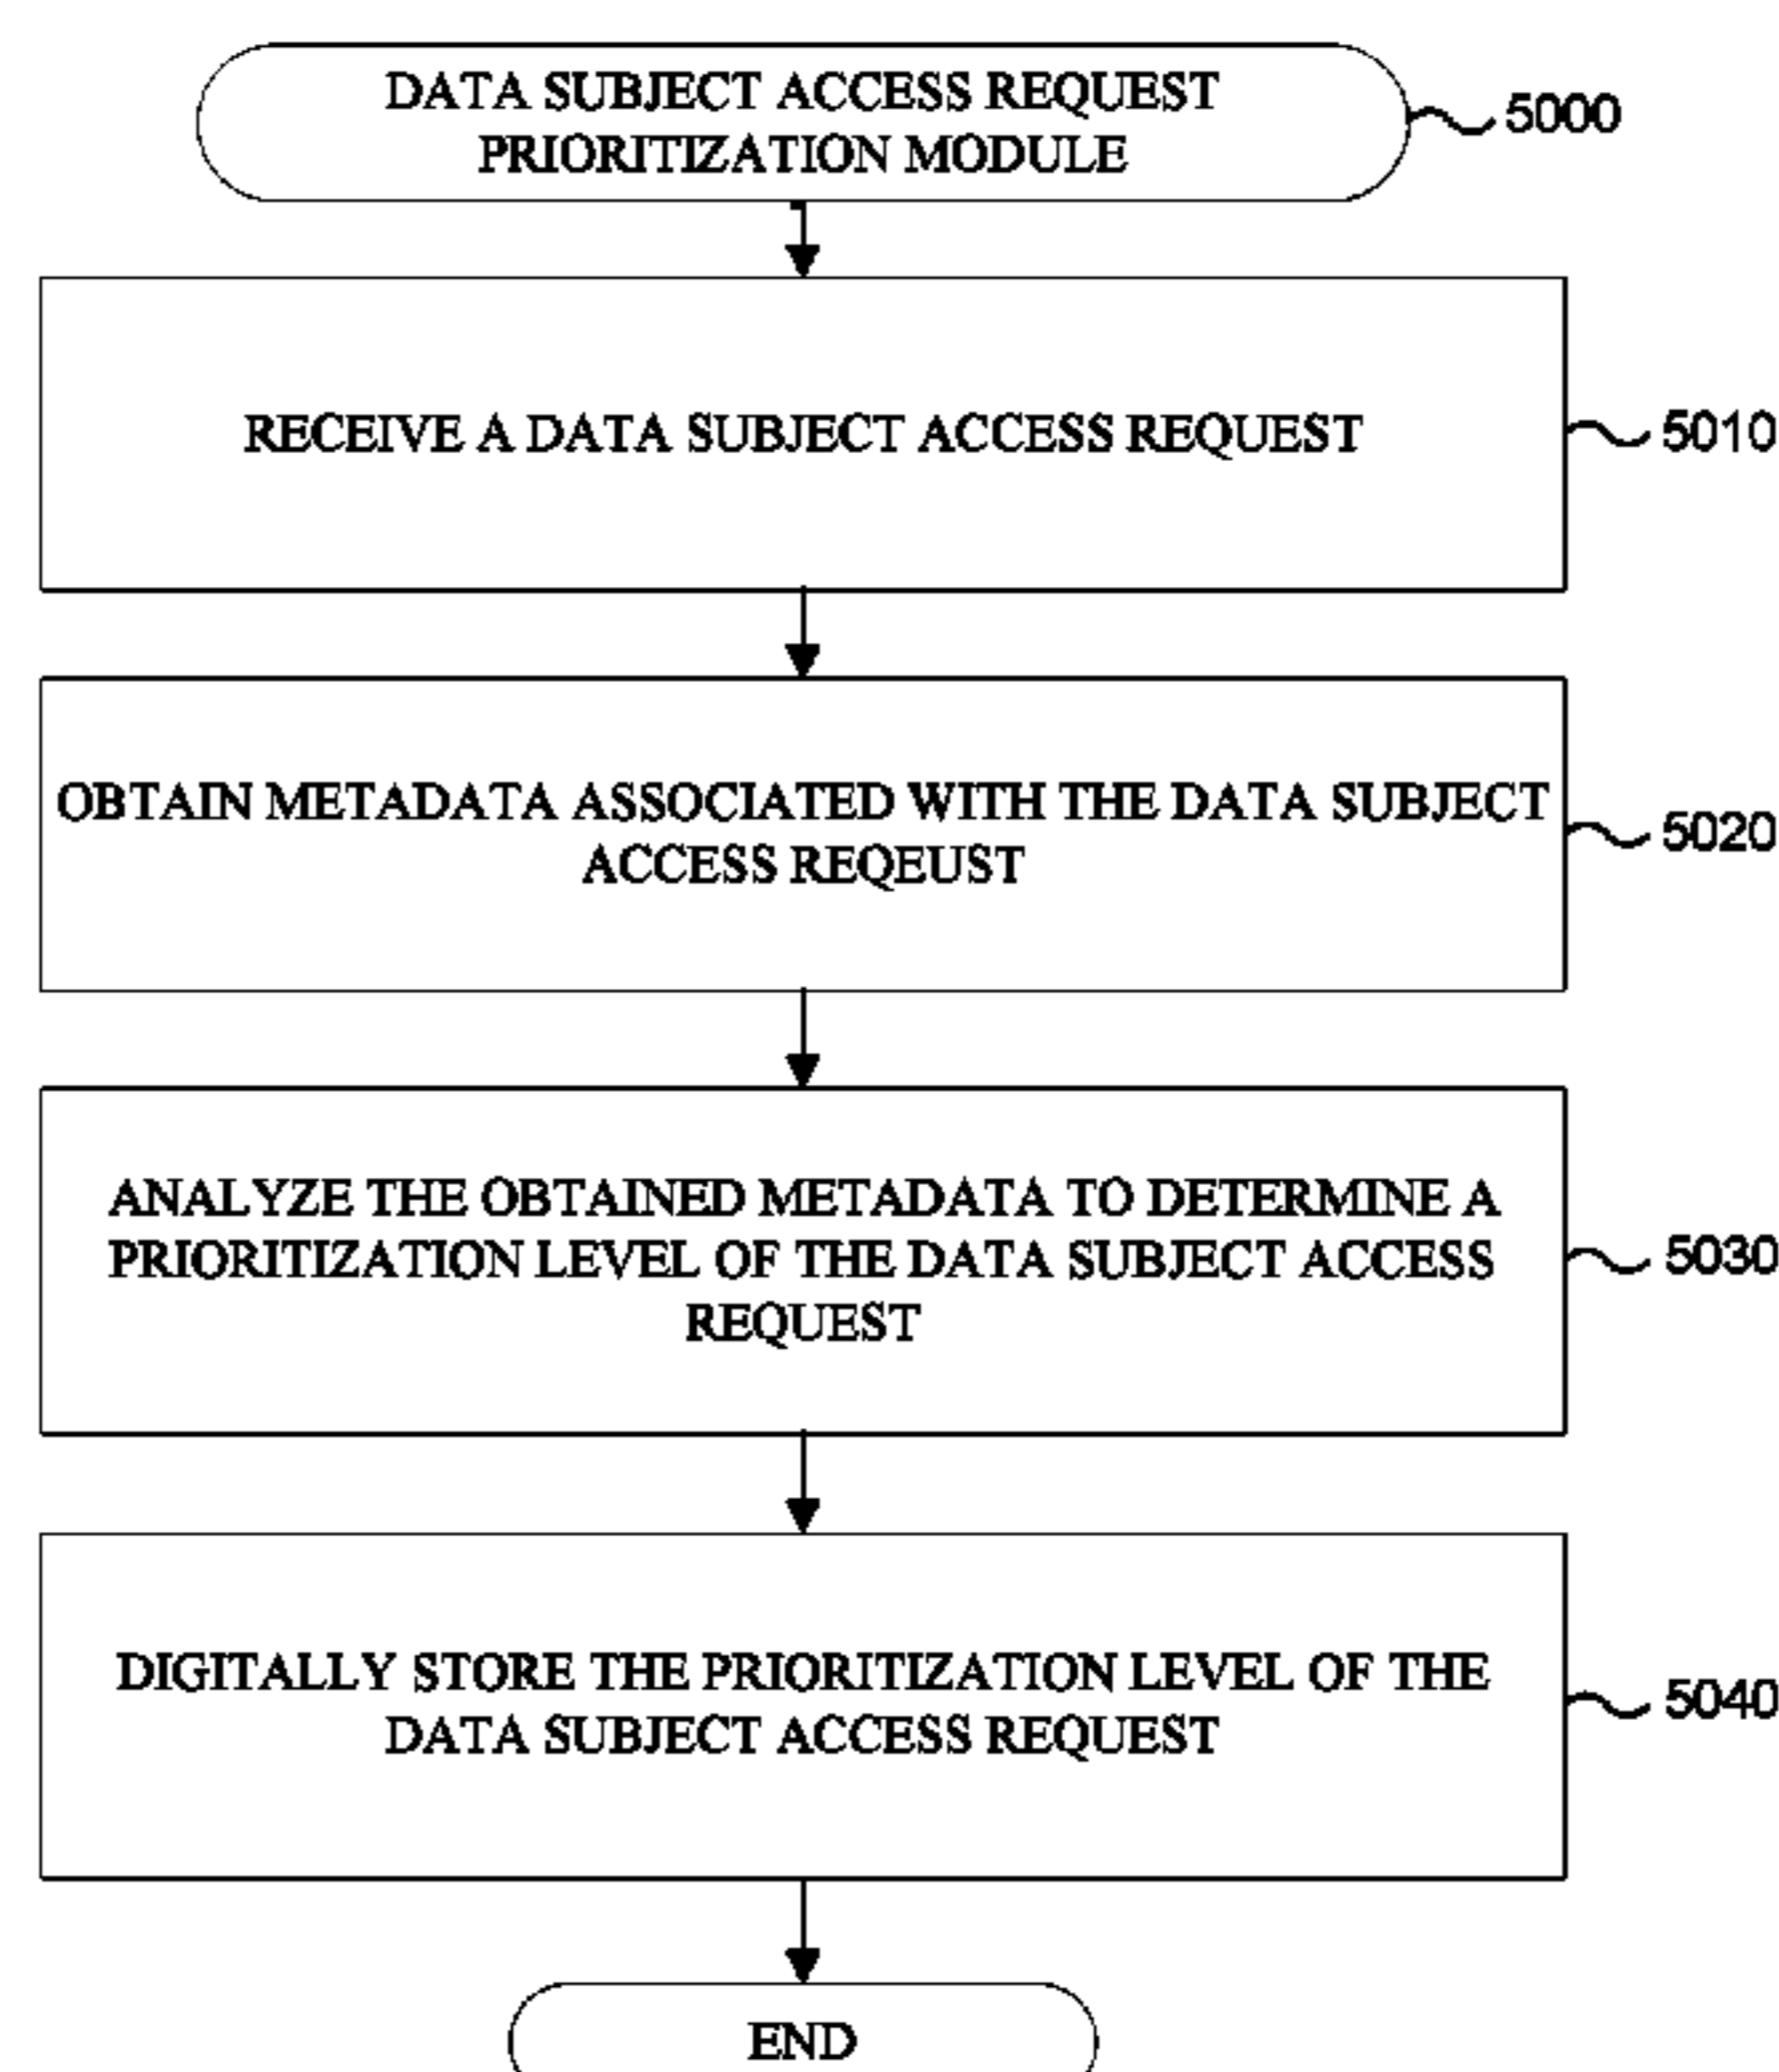 DATA SUBJECT ACCESS REQUEST
PRIORITIZATION MODULE
5000
RECEIVE A DATA SUBJECT ACCESS REQUEST
5010
OBTAIN METADATA ASSOCIATED WITH THE DATA SUBJECT
ACCESS REQEUST
5020
ANALYZE THE OBTAINED METADATA TO DETERMINE A
PRIORITIZATION LEVEL OF THE DATA SUBJECT ACCESS
REQUEST
5030
DIGITALLY STORE THE PRIORITIZATION LEVEL OF THE
DATA SUBJECT ACCESS REQUEST
5040
END